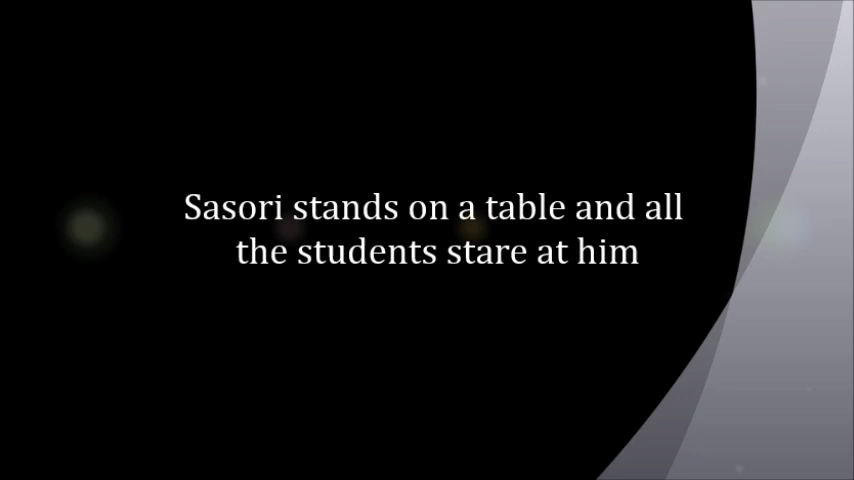 Sasori stands on a table and all
the students stare at him